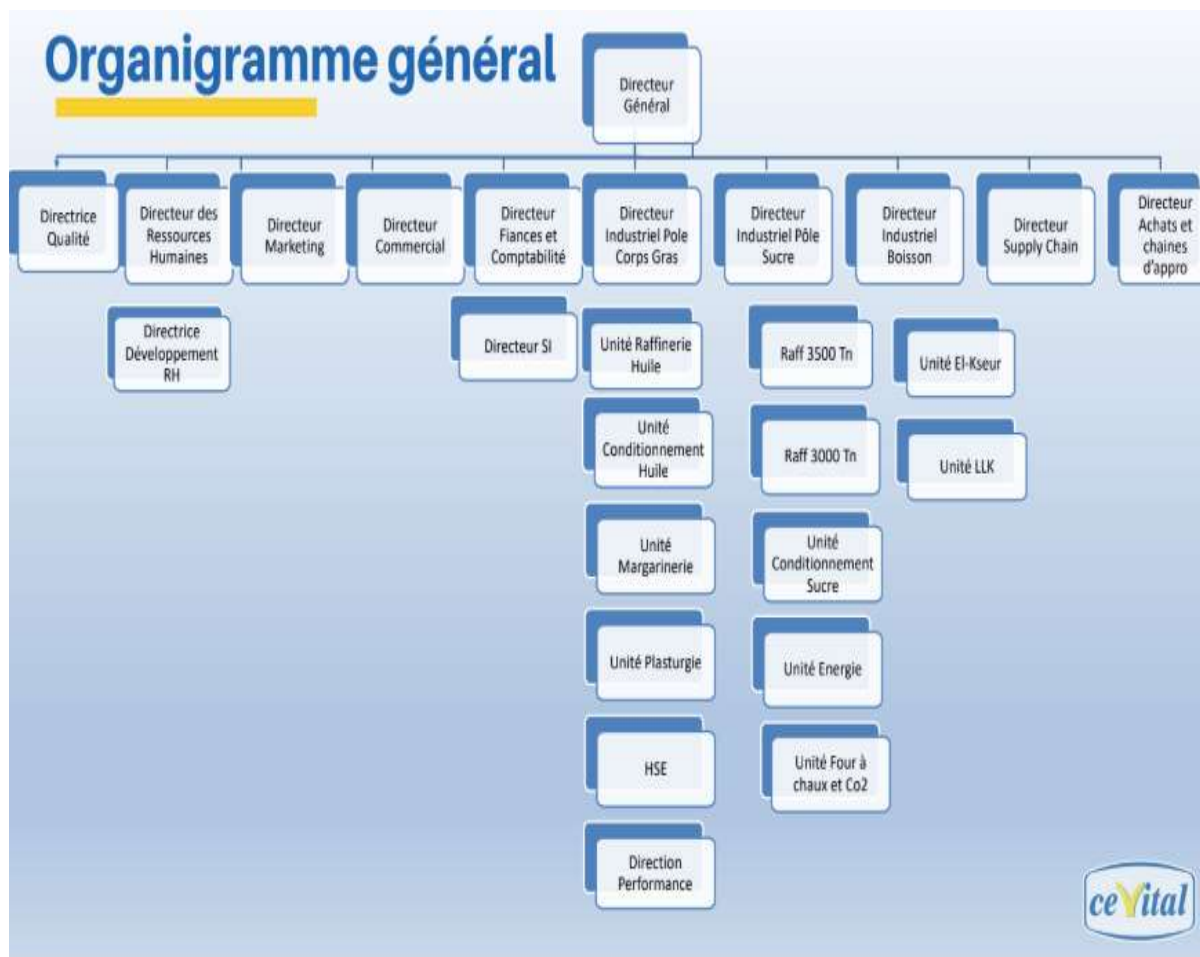 Organigramme général
Directeur
Général
Directrice
Qualité
Directeur des
Ressources
Humaines
Directeur
Marketing
Directeur
Commercial
Directeur
Fiances et
Comptabilité
Directeur
Industriel Pole
Corps Gras
Directeur
Industriel Pôle
Sucre
Directeur
Industriel
Boisson
Directeur
Supply Chain
Directeur
Achats et
chaines
d'appro
Directrice
Développement
RH
Directeur SI
Unité Raffinerie
Huile
Unité
Conditionnement
Huile
Unité
Margarinerie
Unité Plasturgie
HSE
Direction
Performance
Raff 3500 Tn
Raff 3000 Tn
Unité
Conditionnement
Sucre
Unité Energie
Unité Four à
chaux et Co2
Unité El-Kseur
Unité LLK
ceVital